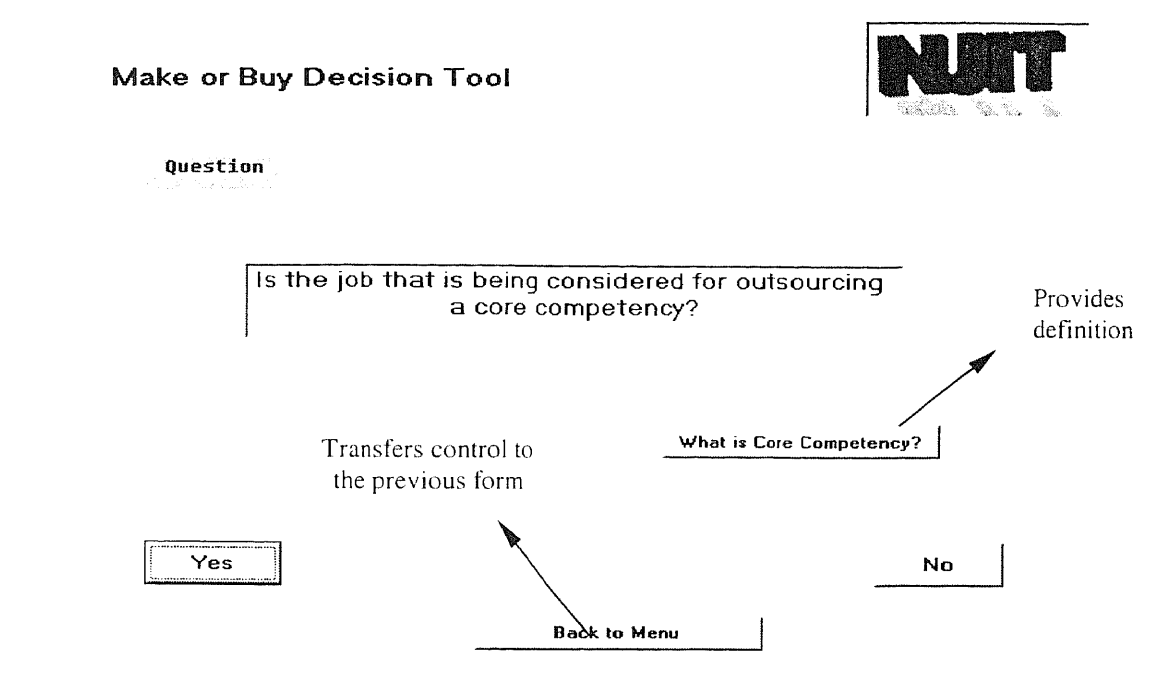 Make or Buy Decision Tool
NJIT
Question
Is the job that is being considered for outsourcing
a core competency?
Provides
definition
What is Core Competency?
Transfers control to
the previous form
Yes
No
Back to Menu